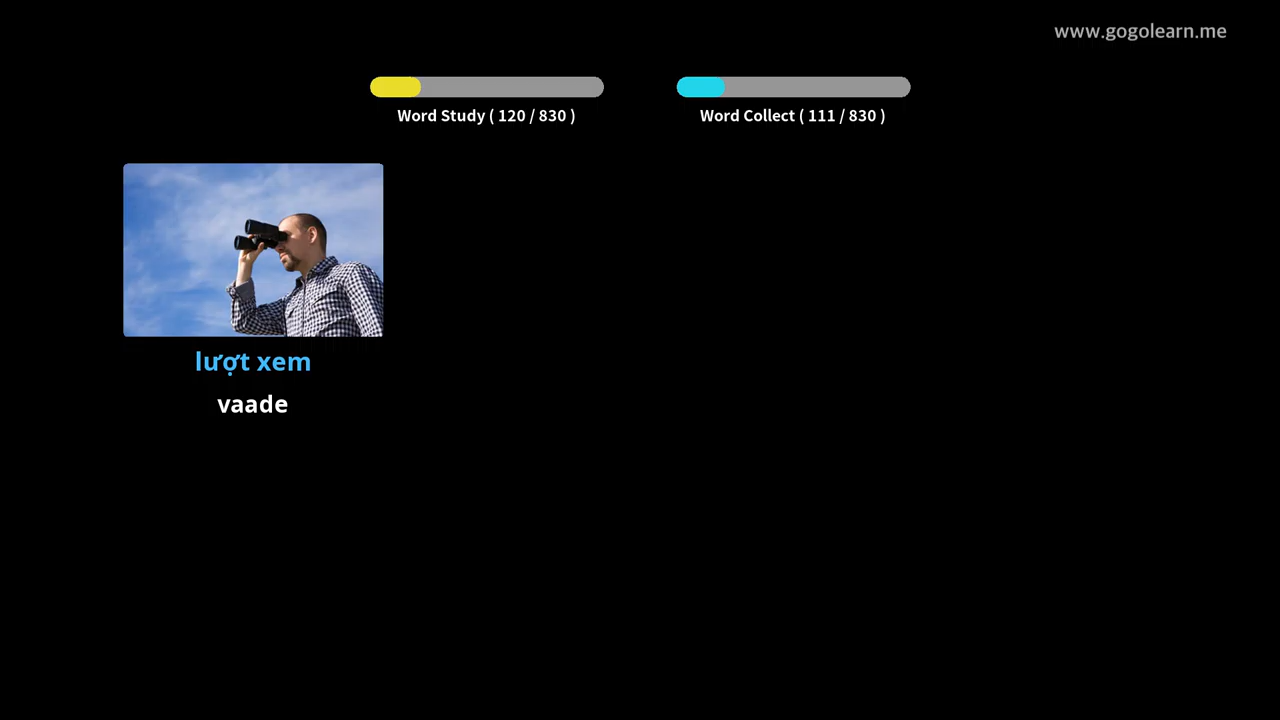 www.gogolearn.me
Word Study ( 120 / 830 )
Word Collect ( 111 / 830 )
lượt xem
vaade